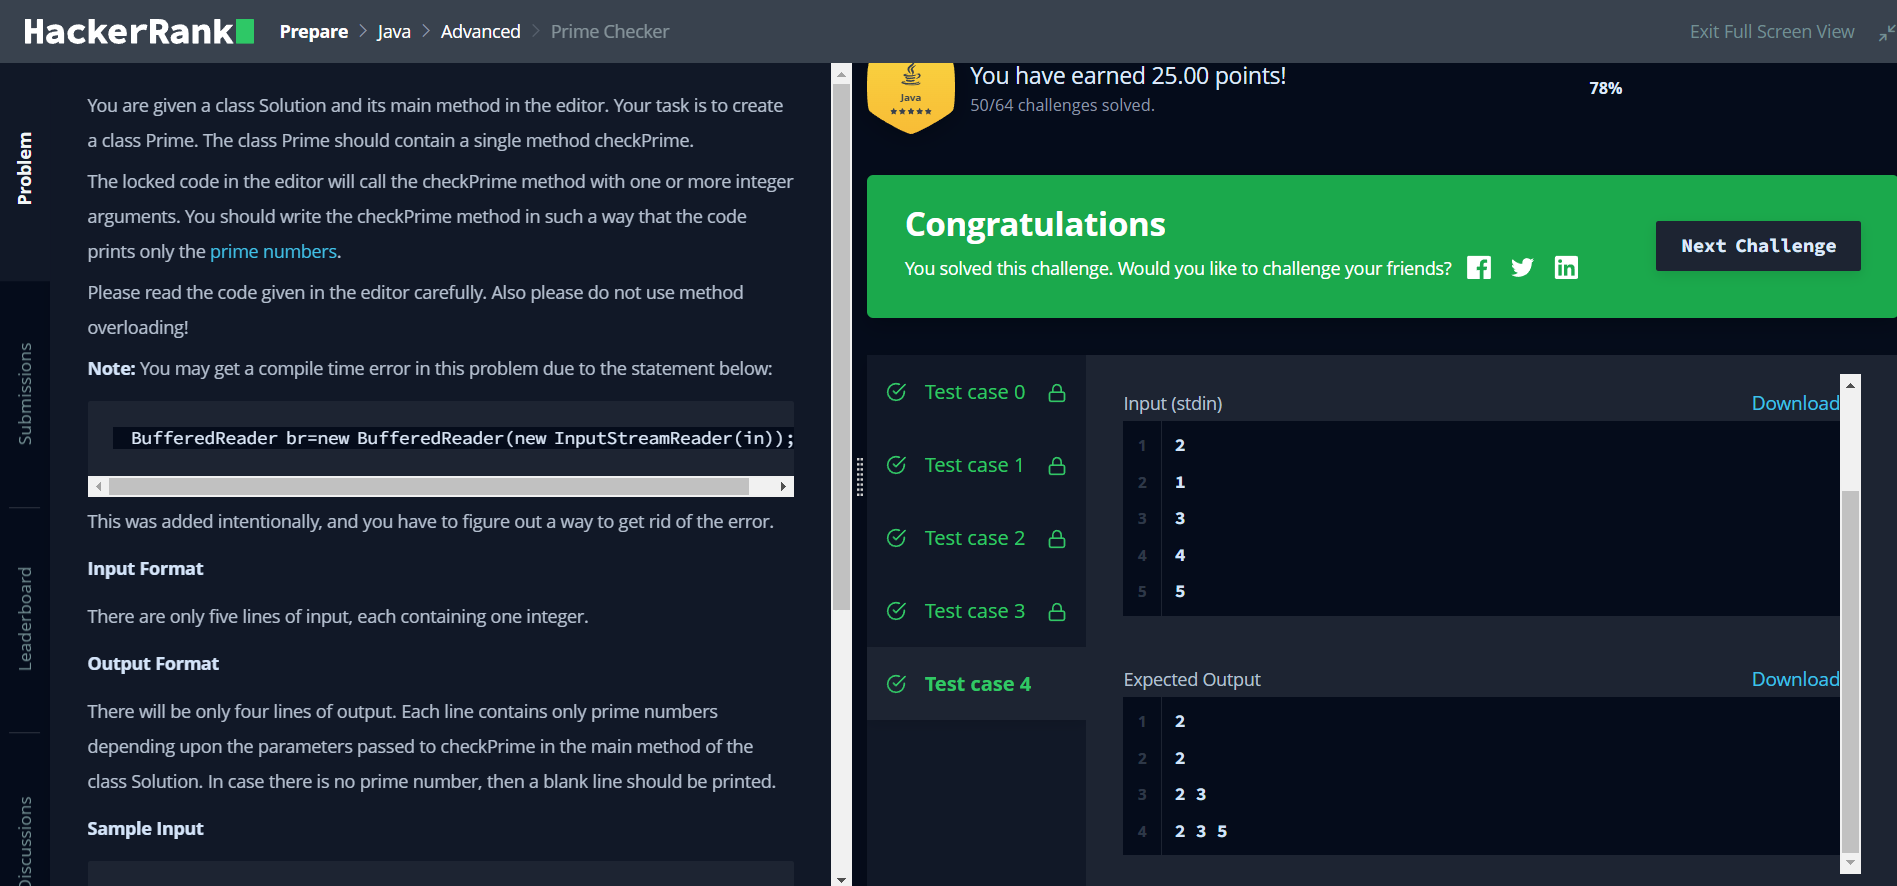 HackerRank
Prepare > Java > Advanced > Prime Checker
Exit Full Screen View
Problem
Submissions
Leaderboard
Discussions
You are given a class Solution and its main method in the editor. Your task is to create
a class Prime. The class Prime should contain a single method checkPrime.
The locked code in the editor will call the checkPrime method with one or more integer
arguments. You should write the checkPrime method in such a way that the code
prints only the prime numbers.
Please read the code given in the editor carefully. Also please do not use method
overloading!
Note: You may get a compile time error in this problem due to the statement below:
BufferedReader br=new BufferedReader(new InputStreamReader(in));
This was added intentionally, and you have to figure out a way to get rid of the error.
Input Format
There are only five lines of input, each containing one integer.
Output Format
There will be only four lines of output. Each line contains only prime numbers
depending upon the parameters passed to checkPrime in the main method of the
class Solution. In case there is no prime number, then a blank line should be printed.
Sample Input
Java
You have earned 25.00 points!
50/64 challenges solved.
78%
Congratulations
You solved this challenge. Would you like to challenge your friends?
Next Challenge
Test case 0
Test case 1
Test case 2
Test case 3
Test case 4
Input (stdin)
Download
1 2
2 1
3 3
4 4
5 5
Expected Output
Download
1 2
2 2
3 2 3
4 2 3 5